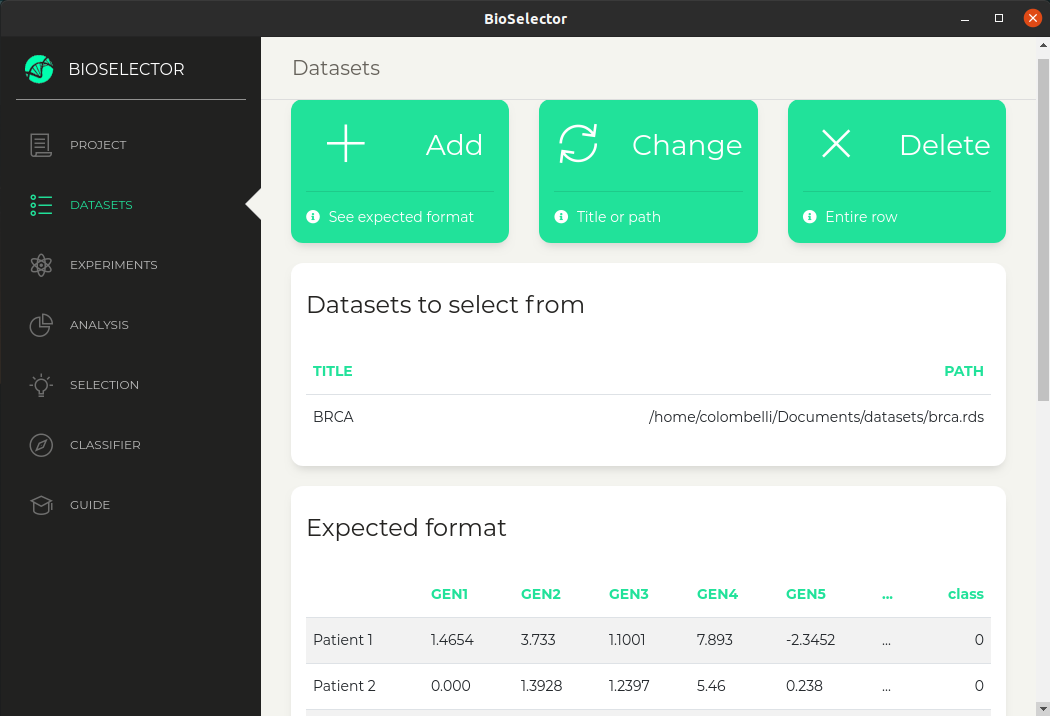 BioSelector
BIOSELECTOR
PROJECT
DATASETS
EXPERIMENTS
ANALYSIS
SELECTION
CLASSIFIER
GUIDE
Datasets
Add
See expected format
Change
Title or path
Delete
Entire row
Datasets to select from
TITLE PATH
BRCA /home/colombelli/Documents/datasets/brca.rds
Expected format
GEN1 GEN2 GEN3 GEN4 GEN5 ... class
Patient 1 1.4654 3.733 1.1001 7.893 -2.3452 ... 0
Patient 2 0.000 1.3928 1.2397 5.46 0.238 ... 0